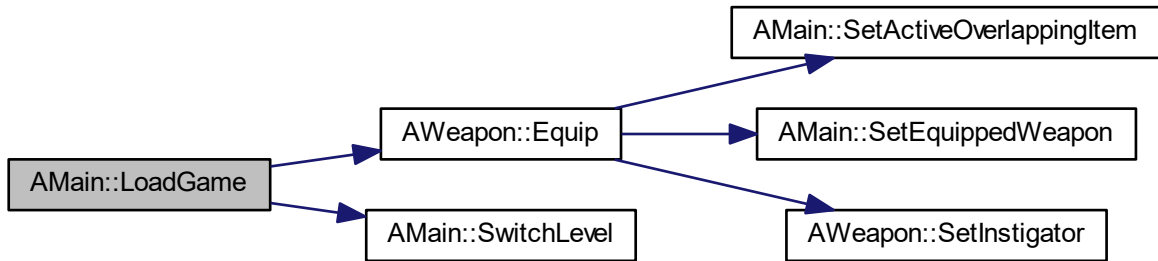 AMain::LoadGame
AWeapon::Equip
AMain::SwitchLevel
AMain::SetActiveOverlappingItem
AMain::SetEquippedWeapon
AWeapon::SetInstigator